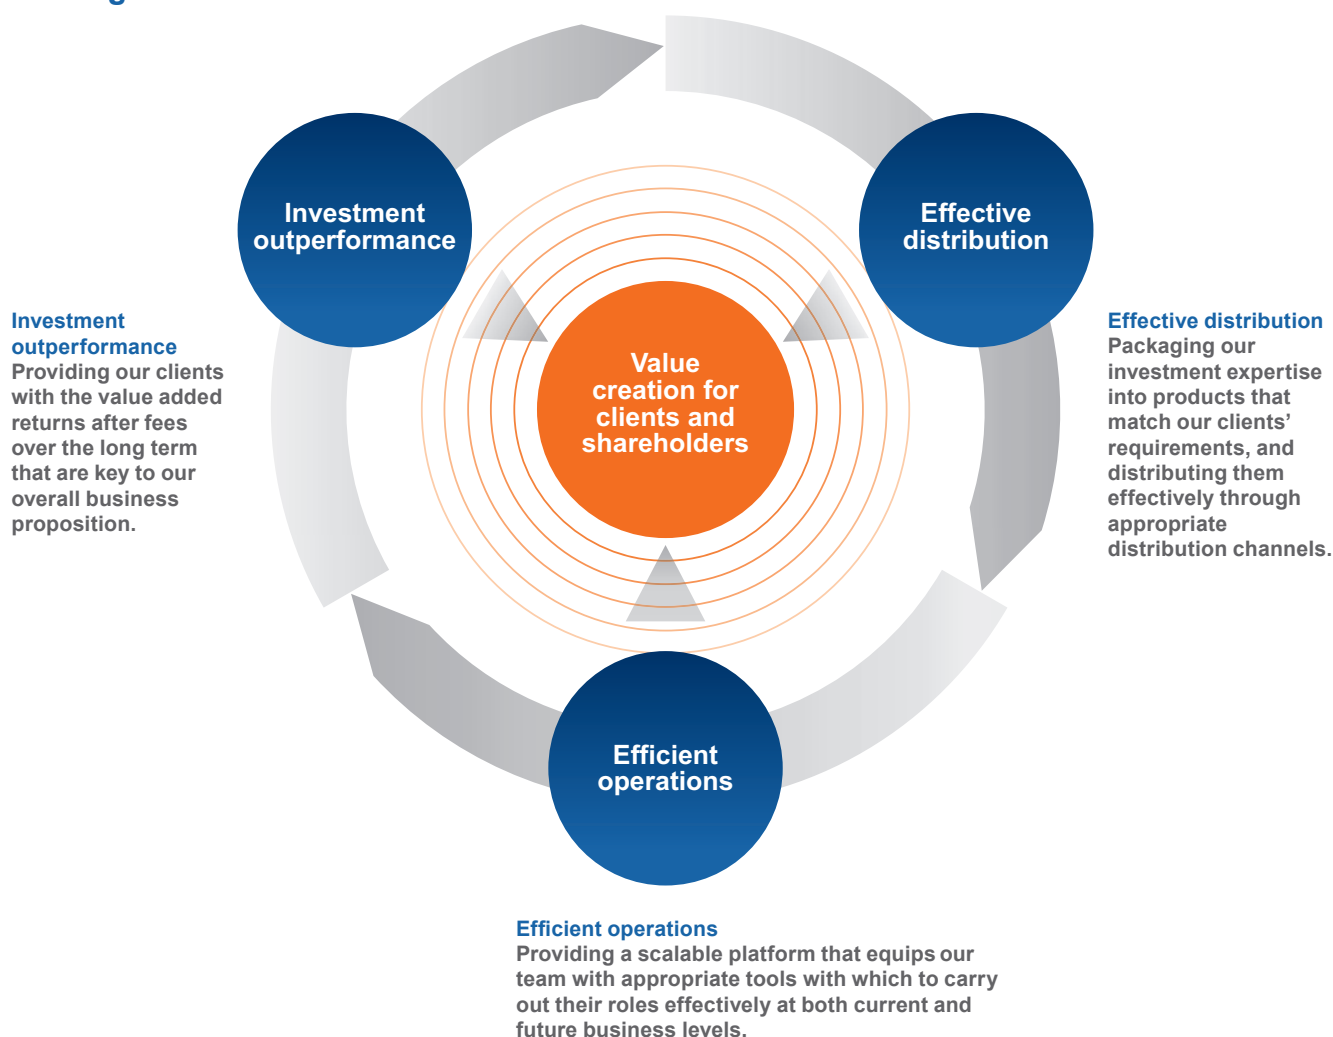 Investment
outperformance
Effective
distribution
Value
creation for
clients and
shareholders
Efficient
operations
Investment
outperformance
Providing our clients
with the value added
returns after fees
over the long term
that are key to our
overall business
proposition.
Effective distribution
Packaging our
investment expertise
into products that
match our clients’
requirements, and
distributing them
effectively through
appropriate
distribution channels.
Efficient operations
Providing a scalable platform that equips our
team with appropriate tools with which to carry
out their roles effectively at both current and
future business levels.